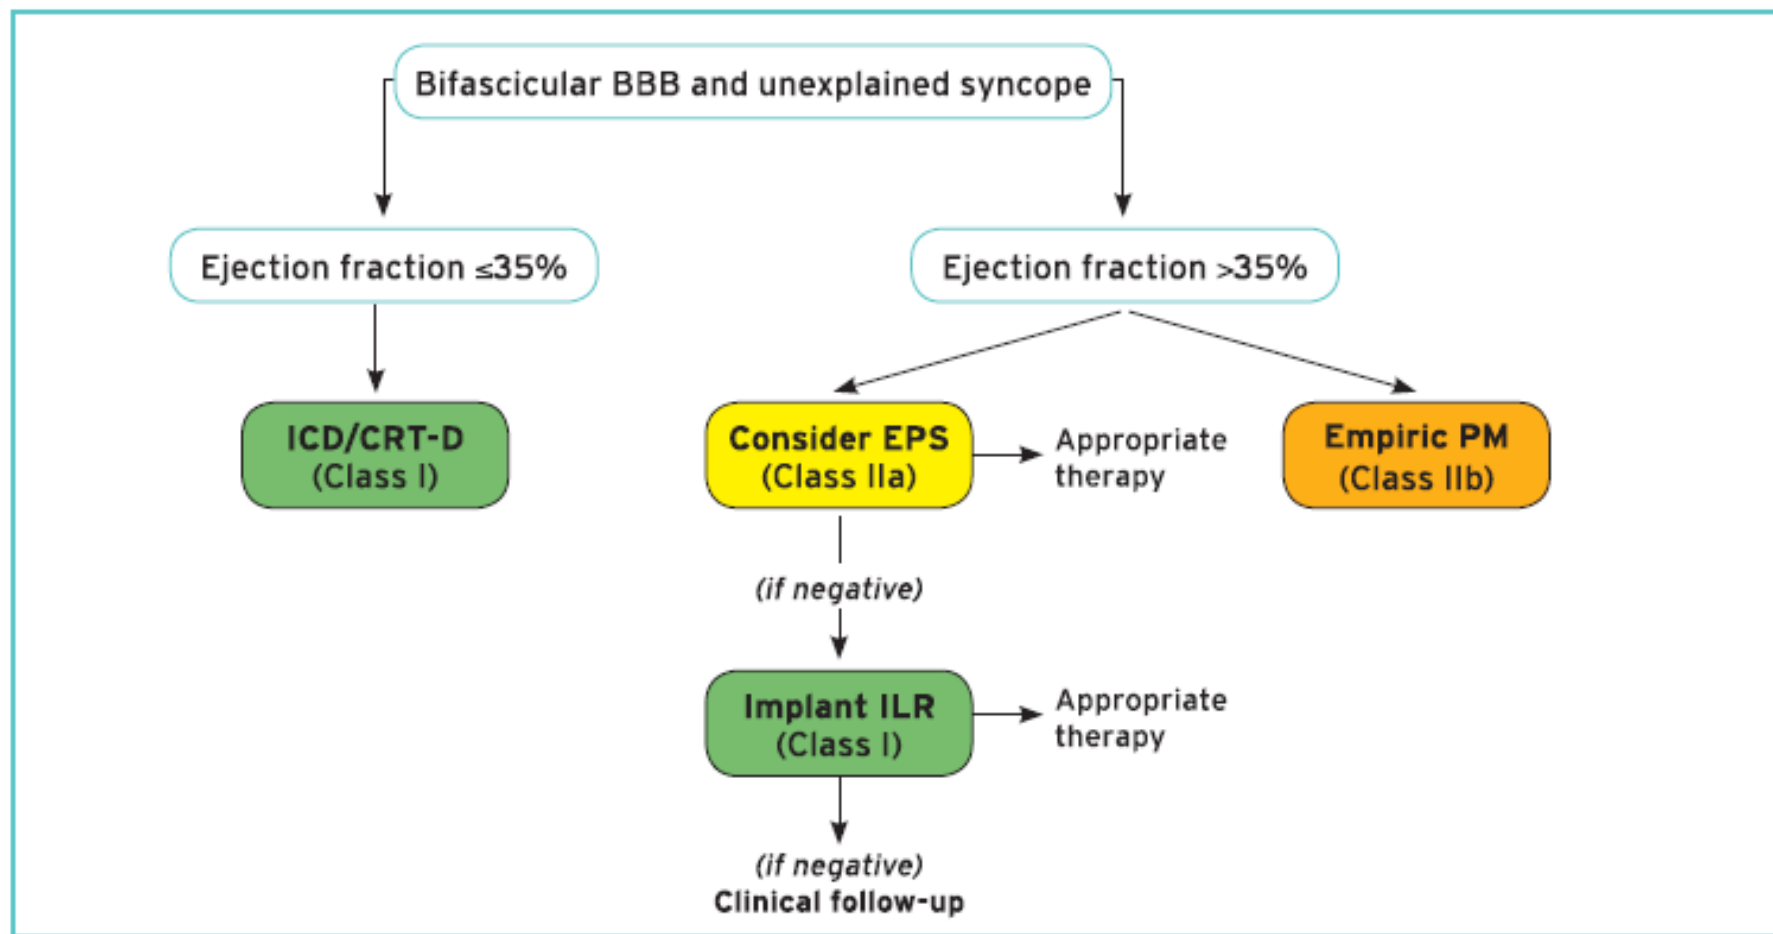 Bifascicular BBB and unexplained syncope
Ejection fraction ≤35%
Ejection fraction >35%
ICD/CRT-D
(Class I)
Consider EPS
(Class IIa)
Appropriate
therapy
Empiric PM
(Class IIb)
(if negative)
Implant ILR
(Class I)
Appropriate
therapy
(if negative)
Clinical follow-up